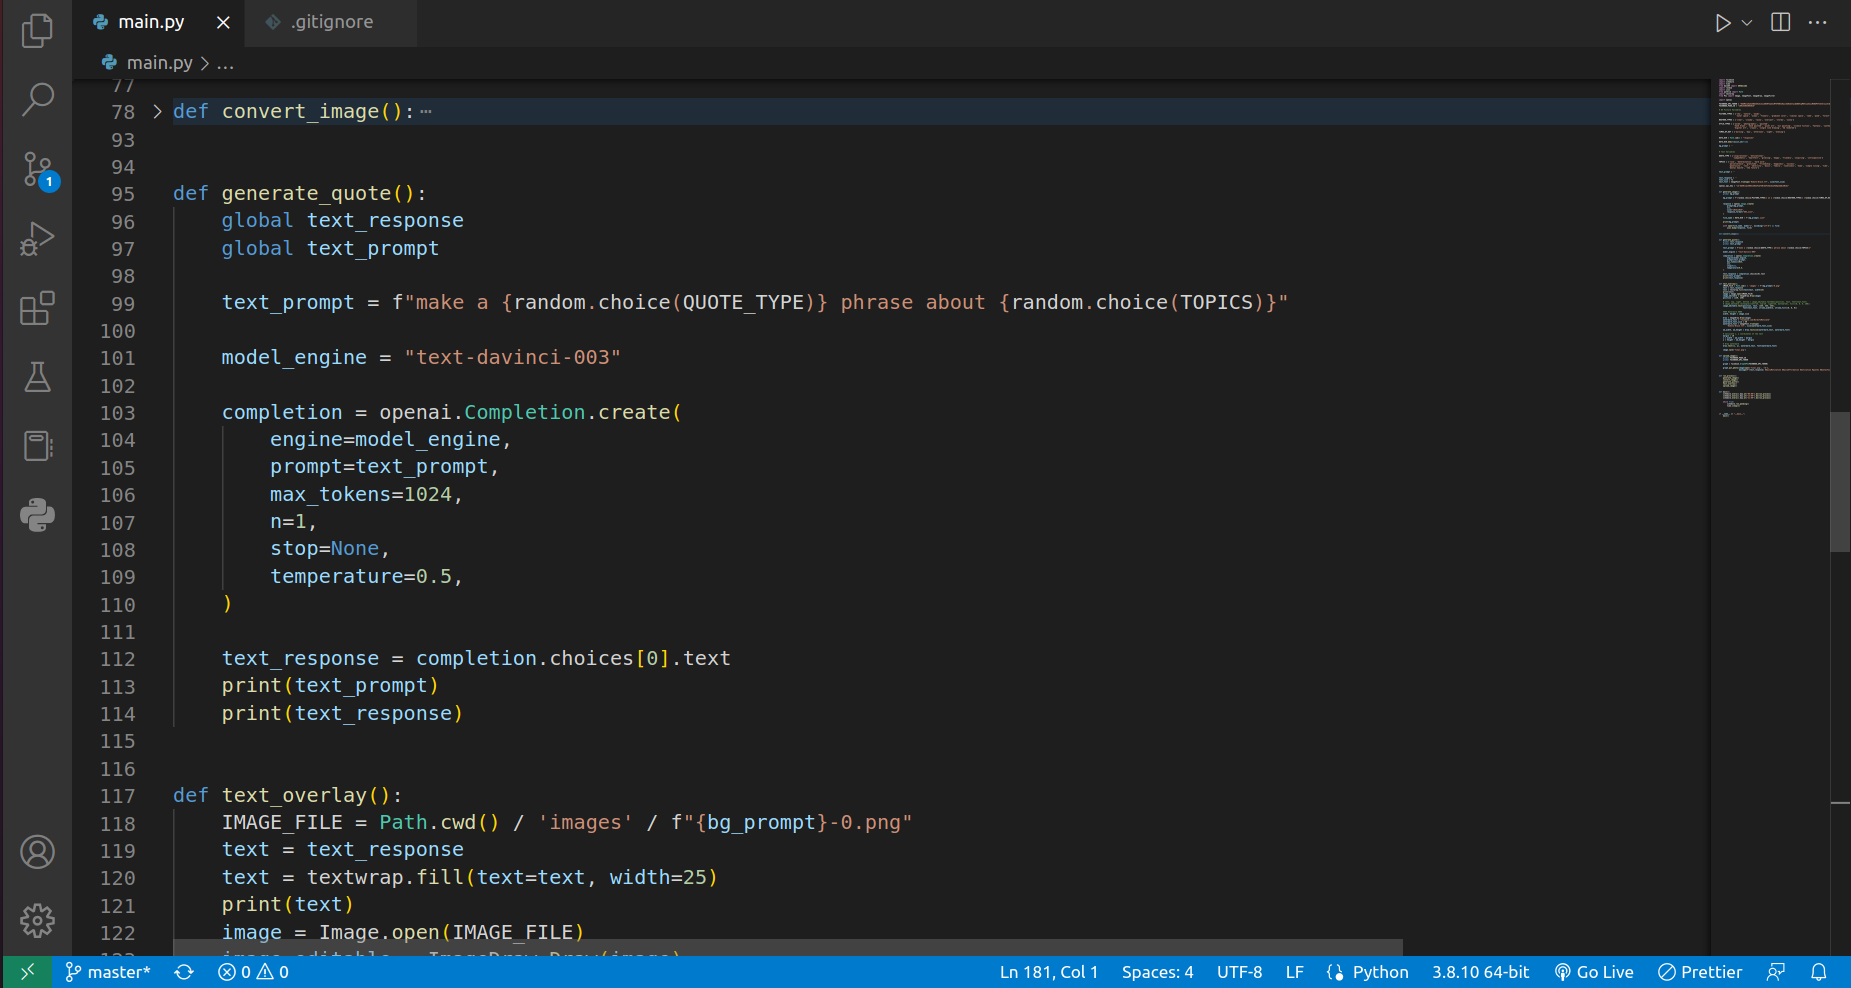 main.py
.gitignore
main.py > ...
77
78 def convert_image():
93
94
95 def generate_quote():
96     global text_response
97     global text_prompt
98
99     text_prompt = f"make a {random.choice(QUOTE_TYPE)} phrase about {random.choice(TOPICS)}"
100
101     model_engine = "text-davinci-003"
102
103     completion = openai.Completion.create(
104         engine=model_engine,
105         prompt=text_prompt,
106         max_tokens=1024,
107         n=1,
108         stop=None,
109         temperature=0.5,
110     )
111
112     text_response = completion.choices[0].text
113     print(text_prompt)
114     print(text_response)
115
116
117 def text_overlay():
118     IMAGE_FILE = Path.cwd() / 'images' / f"{bg_prompt}-0.png"
119     text = text_response
120     text = textwrap.fill(text=text, width=25)
121     print(text)
122     image = Image.open(IMAGE_FILE)
1
master* 0 0 Ln 181, Col 1 Spaces: 4 UTF-8 LF Python 3.8.10 64-bit Go Live Prettier